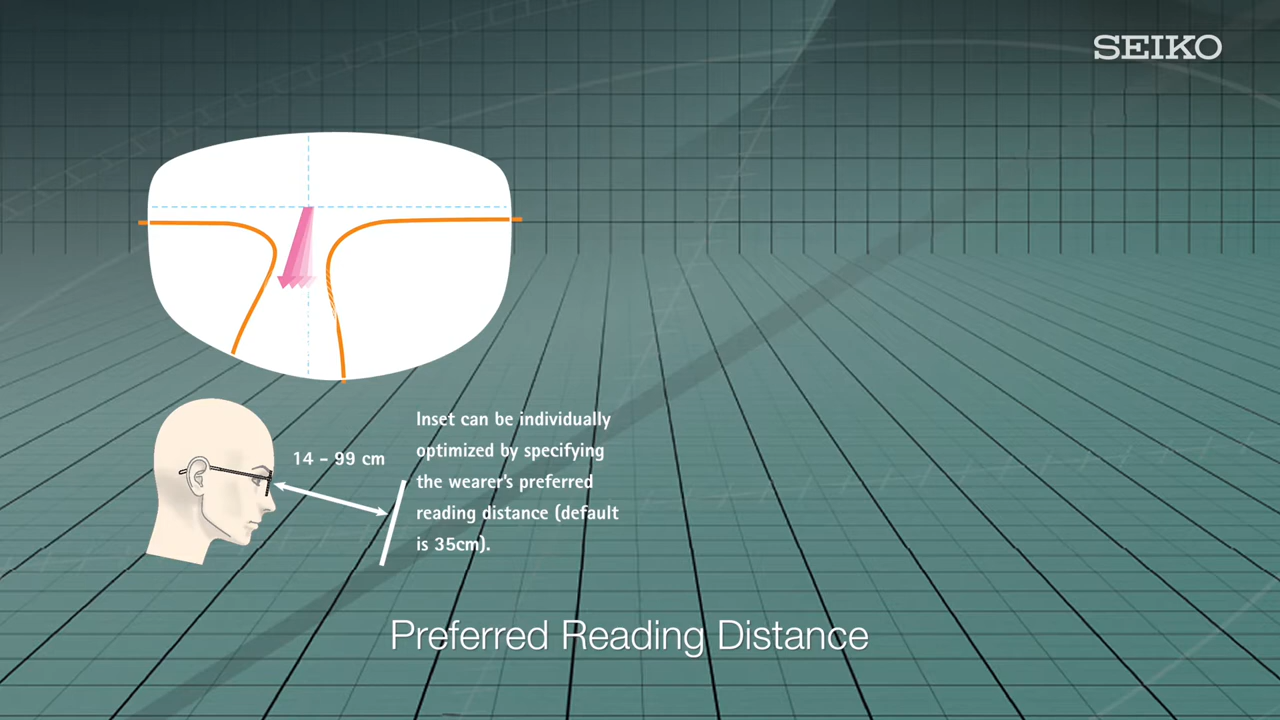 SEIKO
14 – 99 cm
Inset can be individually
optimized by specifying
the wearer's preferred
reading distance (default
is 35cm).
Preferred Reading Distance